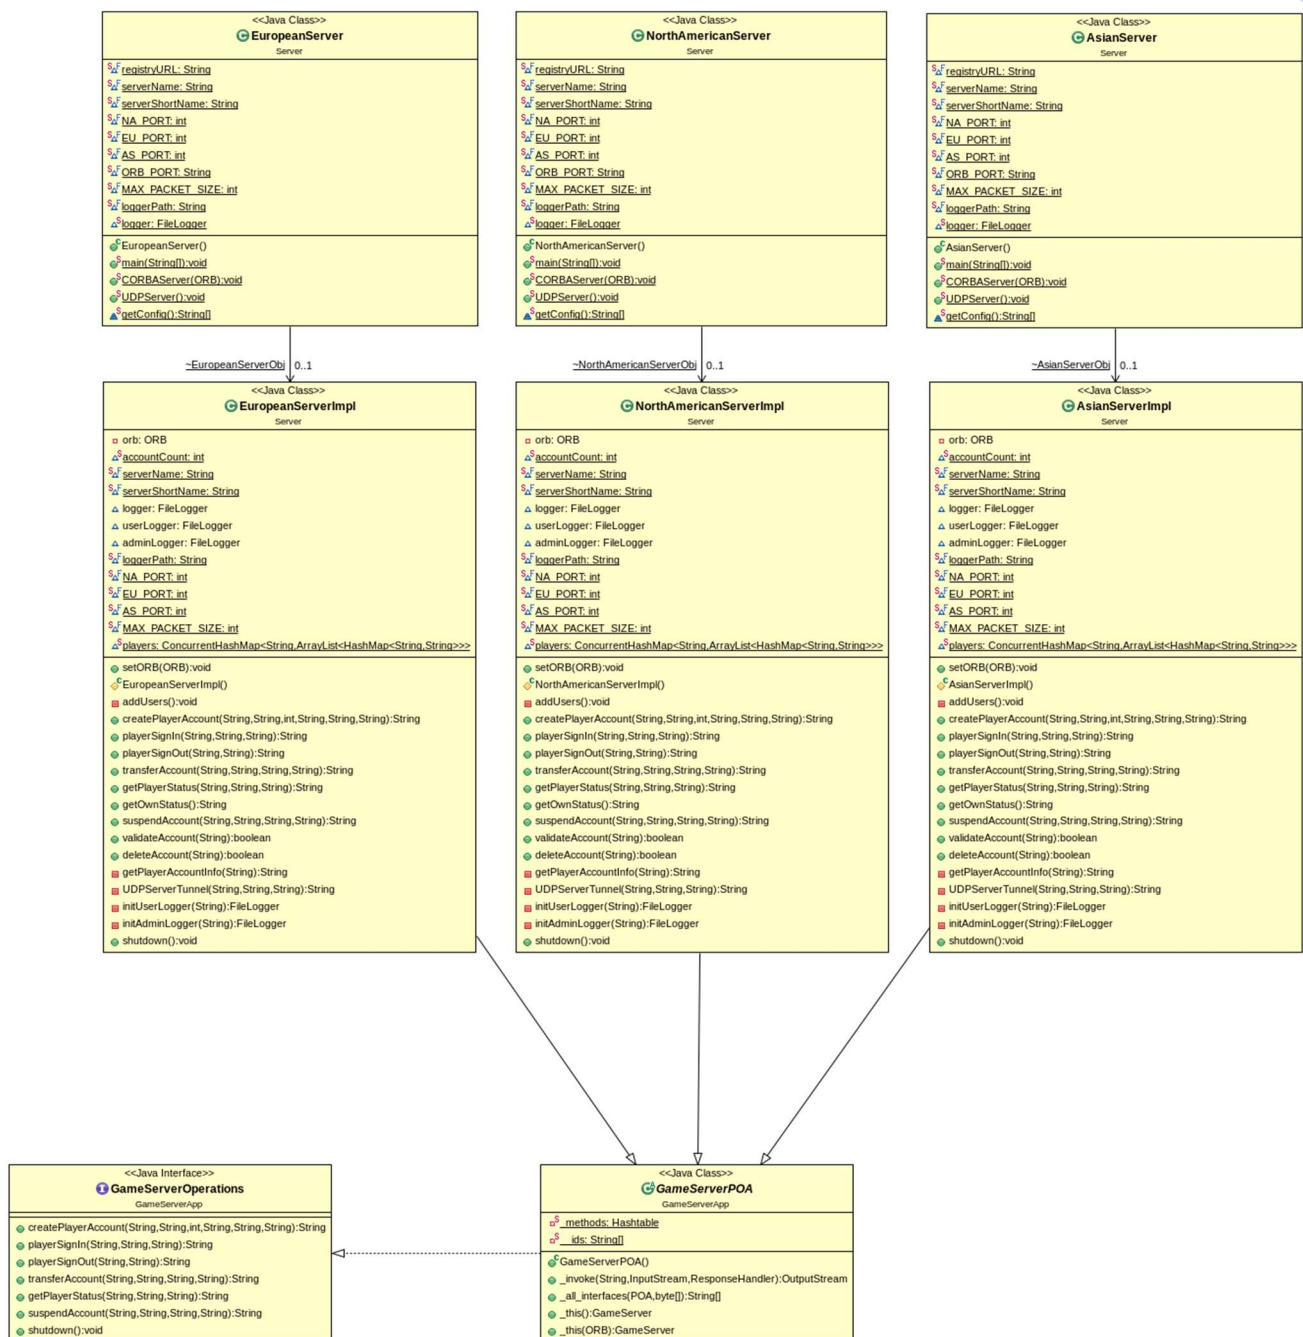 <<Java Class>>
EuropeanServer
Server
registryURL: String
serverName: String
serverShortName: String
NA_PORT: int
EU_PORT: int
AS_PORT: int
ORB_PORT: String
MAX_PACKET_SIZE: int
loggerPath: String
logger: FileLogger
EuropeanServer()
main(String[]):void
CORBAServer(ORB):void
UDPServer():void
getConfig():String[]
<<Java Class>>
NorthAmericanServer
Server
registryURL: String
serverName: String
serverShortName: String
NA_PORT: int
EU_PORT: int
AS_PORT: int
ORB_PORT: String
MAX_PACKET_SIZE: int
loggerPath: String
logger: FileLogger
NorthAmericanServer()
main(String[]):void
CORBAServer(ORB):void
UDPServer():void
getConfig():String[]
<<Java Class>>
AsianServer
Server
registryURL: String
serverName: String
serverShortName: String
NA_PORT: int
EU_PORT: int
AS_PORT: int
ORB_PORT: String
MAX_PACKET_SIZE: int
loggerPath: String
logger: FileLogger
AsianServer()
main(String[]):void
CORBAServer(ORB):void
UDPServer():void
getConfig():String[]
~EuropeanServerObj 0..1
~NorthAmericanServerObj 0..1
~AsianServerObj 0..1
<<Java Class>>
EuropeanServerImpl
Server
orb: ORB
accountCount: int
serverName: String
serverShortName: String
logger: FileLogger
userLogger: FileLogger
adminLogger: FileLogger
loggerPath: String
NA_PORT: int
EU_PORT: int
AS_PORT: int
MAX_PACKET_SIZE: int
players: ConcurrentHashMap<String,ArrayList<HashMap<String,String>>>
setORB(ORB):void
EuropeanServerImpl()
addUsers():void
createPlayerAccount(String,String,int,String,String,String):String
playerSignIn(String,String,String):String
playerSignOut(String,String):String
transferAccount(String,String,String,String):String
getPlayerStatus(String,String,String):String
getOwnStatus():String
suspendAccount(String,String,String,String):String
validateAccount(String):boolean
deleteAccount(String):boolean
getPlayerAccountInfo(String):String
UDPServerTunnel(String,String,String):String
initUserLogger(String):FileLogger
initAdminLogger(String):FileLogger
shutdown():void
<<Java Class>>
NorthAmericanServerImpl
Server
orb: ORB
accountCount: int
serverName: String
serverShortName: String
logger: FileLogger
userLogger: FileLogger
adminLogger: FileLogger
loggerPath: String
NA_PORT: int
EU_PORT: int
AS_PORT: int
MAX_PACKET_SIZE: int
players: ConcurrentHashMap<String,ArrayList<HashMap<String,String>>>
setORB(ORB):void
NorthAmericanServerImpl()
addUsers():void
createPlayerAccount(String,String,int,String,String,String):String
playerSignIn(String,String,String):String
playerSignOut(String,String):String
transferAccount(String,String,String,String):String
getPlayerStatus(String,String,String):String
getOwnStatus():String
suspendAccount(String,String,String,String):String
validateAccount(String):boolean
deleteAccount(String):boolean
getPlayerAccountInfo(String):String
UDPServerTunnel(String,String,String):String
initUserLogger(String):FileLogger
initAdminLogger(String):FileLogger
shutdown():void
<<Java Class>>
AsianServerImpl
Server
orb: ORB
accountCount: int
serverName: String
serverShortName: String
logger: FileLogger
userLogger: FileLogger
adminLogger: FileLogger
loggerPath: String
NA_PORT: int
EU_PORT: int
AS_PORT: int
MAX_PACKET_SIZE: int
players: ConcurrentHashMap<String,ArrayList<HashMap<String,String>>>
setORB(ORB):void
AsianServerImpl()
addUsers():void
createPlayerAccount(String,String,int,String,String,String):String
playerSignIn(String,String,String):String
playerSignOut(String,String):String
transferAccount(String,String,String,String):String
getPlayerStatus(String,String,String):String
getOwnStatus():String
suspendAccount(String,String,String,String):String
validateAccount(String):boolean
deleteAccount(String):boolean
getPlayerAccountInfo(String):String
UDPServerTunnel(String,String,String):String
initUserLogger(String):FileLogger
initAdminLogger(String):FileLogger
shutdown():void
<<Java Interface>>
GameServerOperations
GameServerApp
createPlayerAccount(String,String,int,String,String,String):String
playerSignIn(String,String,String):String
playerSignOut(String,String):String
transferAccount(String,String,String,String):String
getPlayerStatus(String,String,String):String
suspendAccount(String,String,String,String):String
shutdown():void
<<Java Class>>
GameServerPOA
GameServerApp
_methods: Hashtable
__ids: String[]
GameServerPOA()
_invoke(String,InputStream,ResponseHandler):OutputStream
_all_interfaces(POA,byte[]):String[]
_this():GameServer
_this(ORB):GameServer